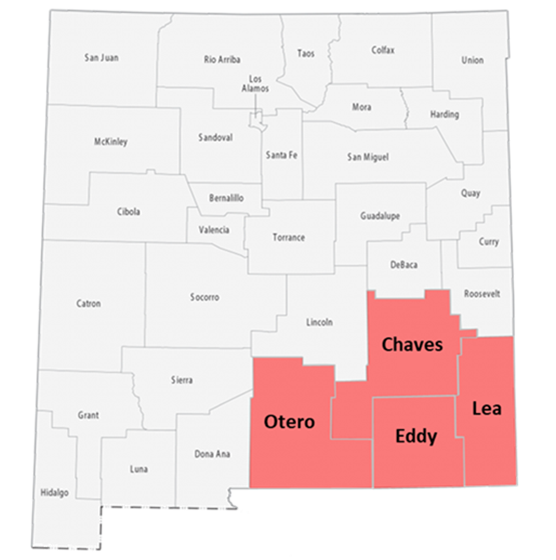 San Juan
Rio Arriba
Taos
Colfax
Union
Los
Alamos
Mora
Harding
McKinley
Sandoval
Santa Fe
San Miguel
Quay
Bernalillo
Cibola
Guadalupe
Valencia
Torrance
Curry
DeBaca
Roosevelt
Catron
Socorro
Lincoln
Chaves
Sierra
Grant
Otero
Eddy
Lea
Luna
Dona Ana
Hidalgo